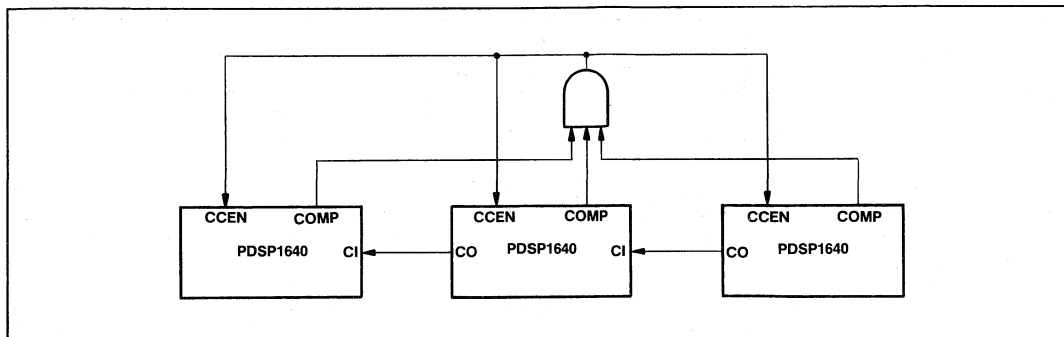 CCEN COMP
PDSP1640 CI
CCEN COMP
CO PDSP1640 CI
CCEN COMP
CO PDSP1640